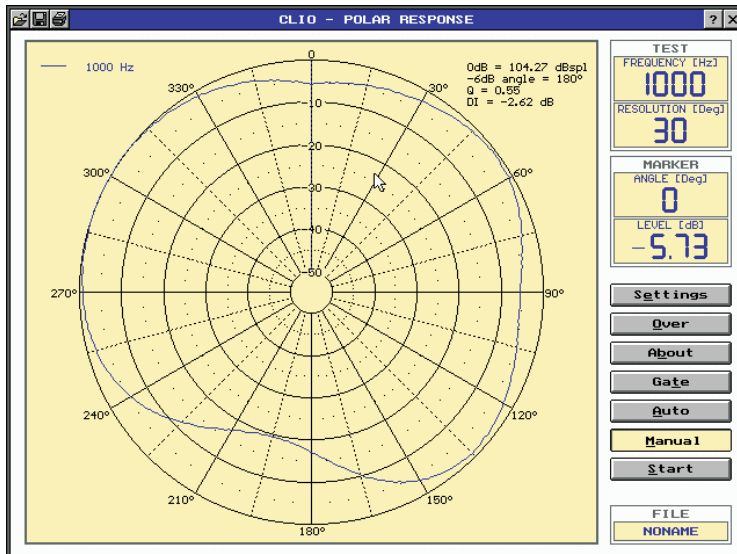 CLIO - POLAR RESPONSE
? ×
1000 Hz
0dB = 104.27 dBspl
-6dB angle = 180°
Q = 0.55
DI = -2.62 dB
0
30°
60°
90°
120°
150°
180°
210°
240°
270°
300°
330°
-10
-20
-30
-40
-50
TEST
FREQUENCY [Hz]
1000
RESOLUTION [Deg]
30
MARKER
ANGLE [Deg]
0
LEVEL [dB]
-5.73
Settings
Over
About
Gate
Auto
Manual
Start
FILE
NONAME